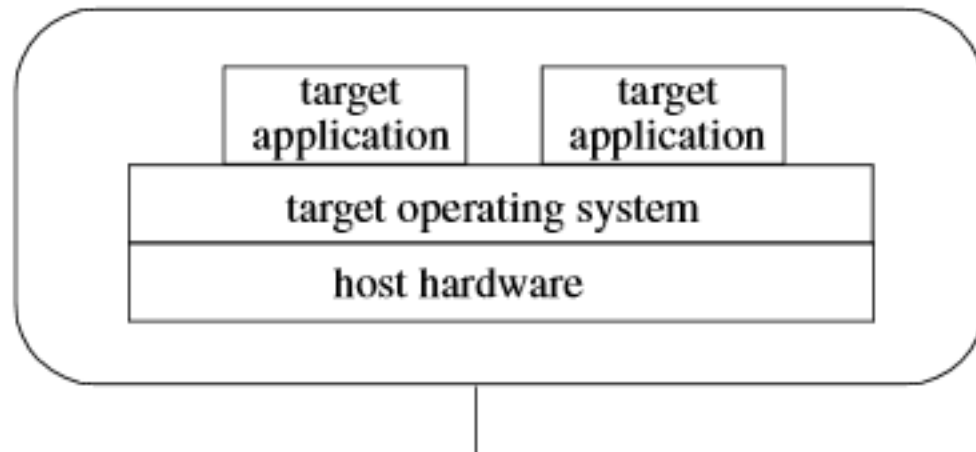 target
application
target
application
target operating system
host hardware